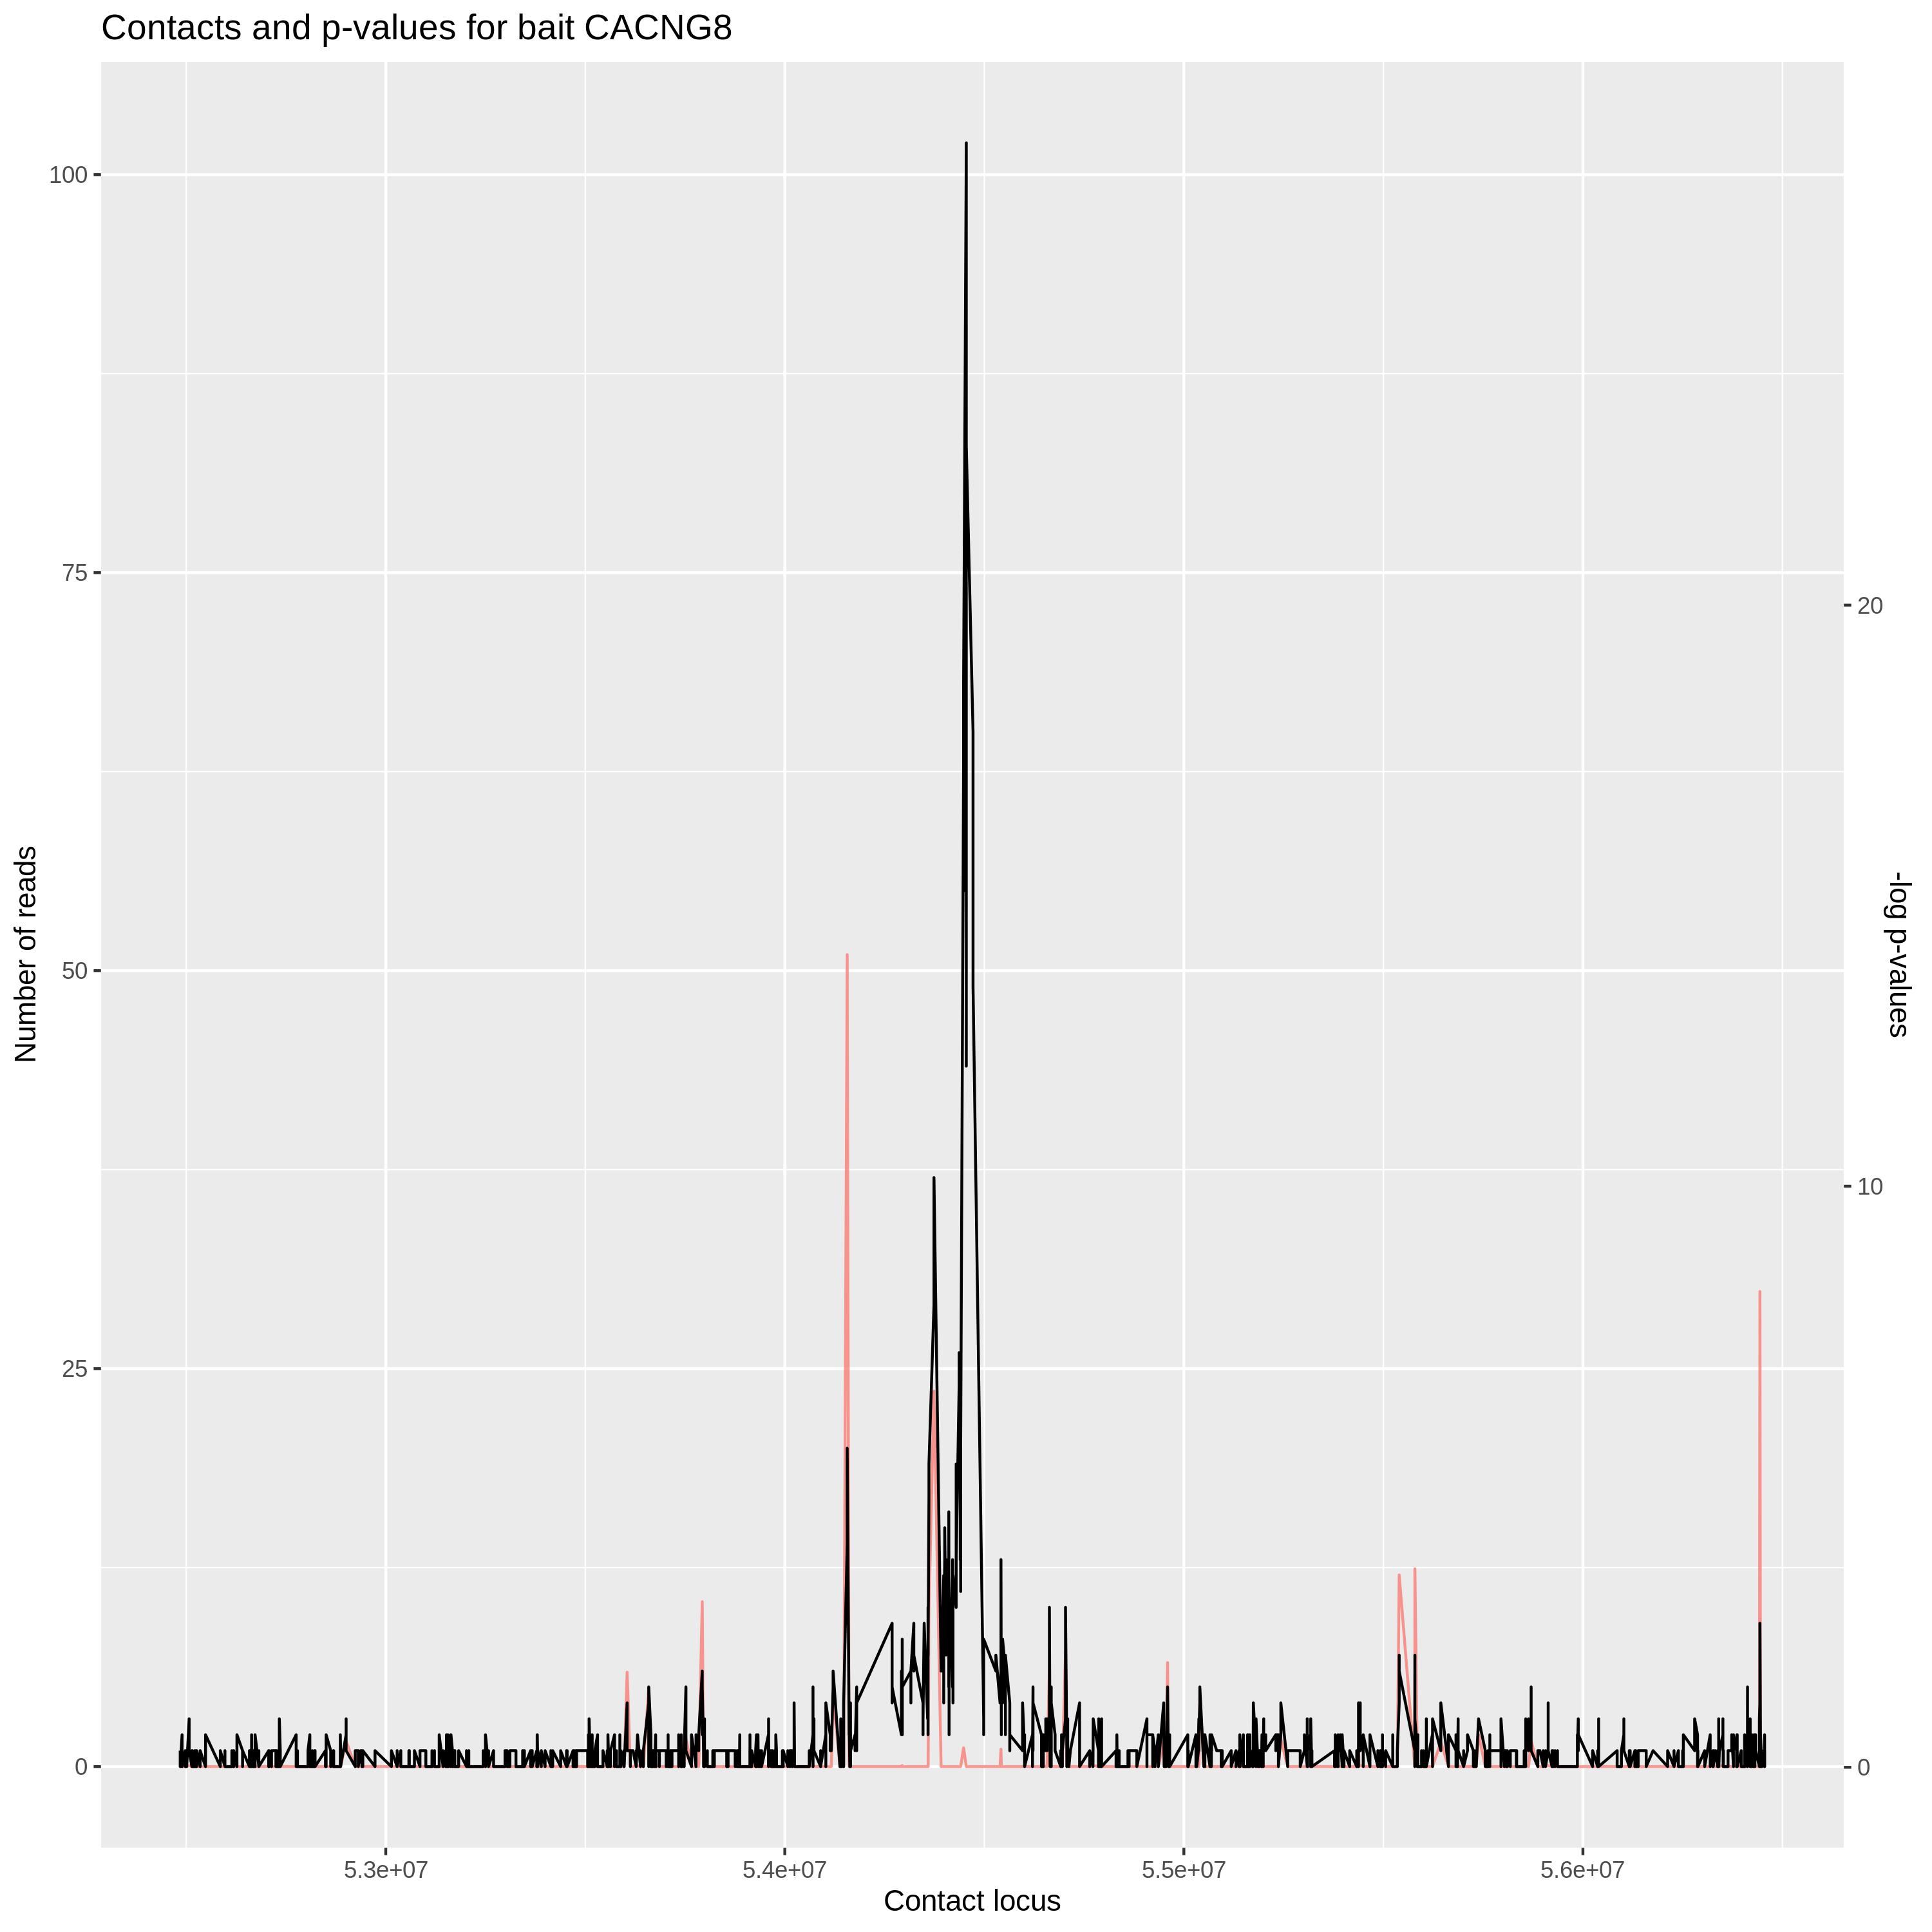 Contacts and p-values for bait CACNG8
100
75
50
25
0
Number of reads
20
10
0
-log p-values
5.3e+07
5.4e+07
5.5e+07
5.6e+07
Contact locus